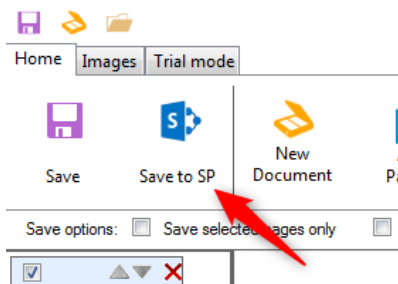 Home Images Trial mode
S
New
Save Save to SP Document
Save options: Save selected pages only